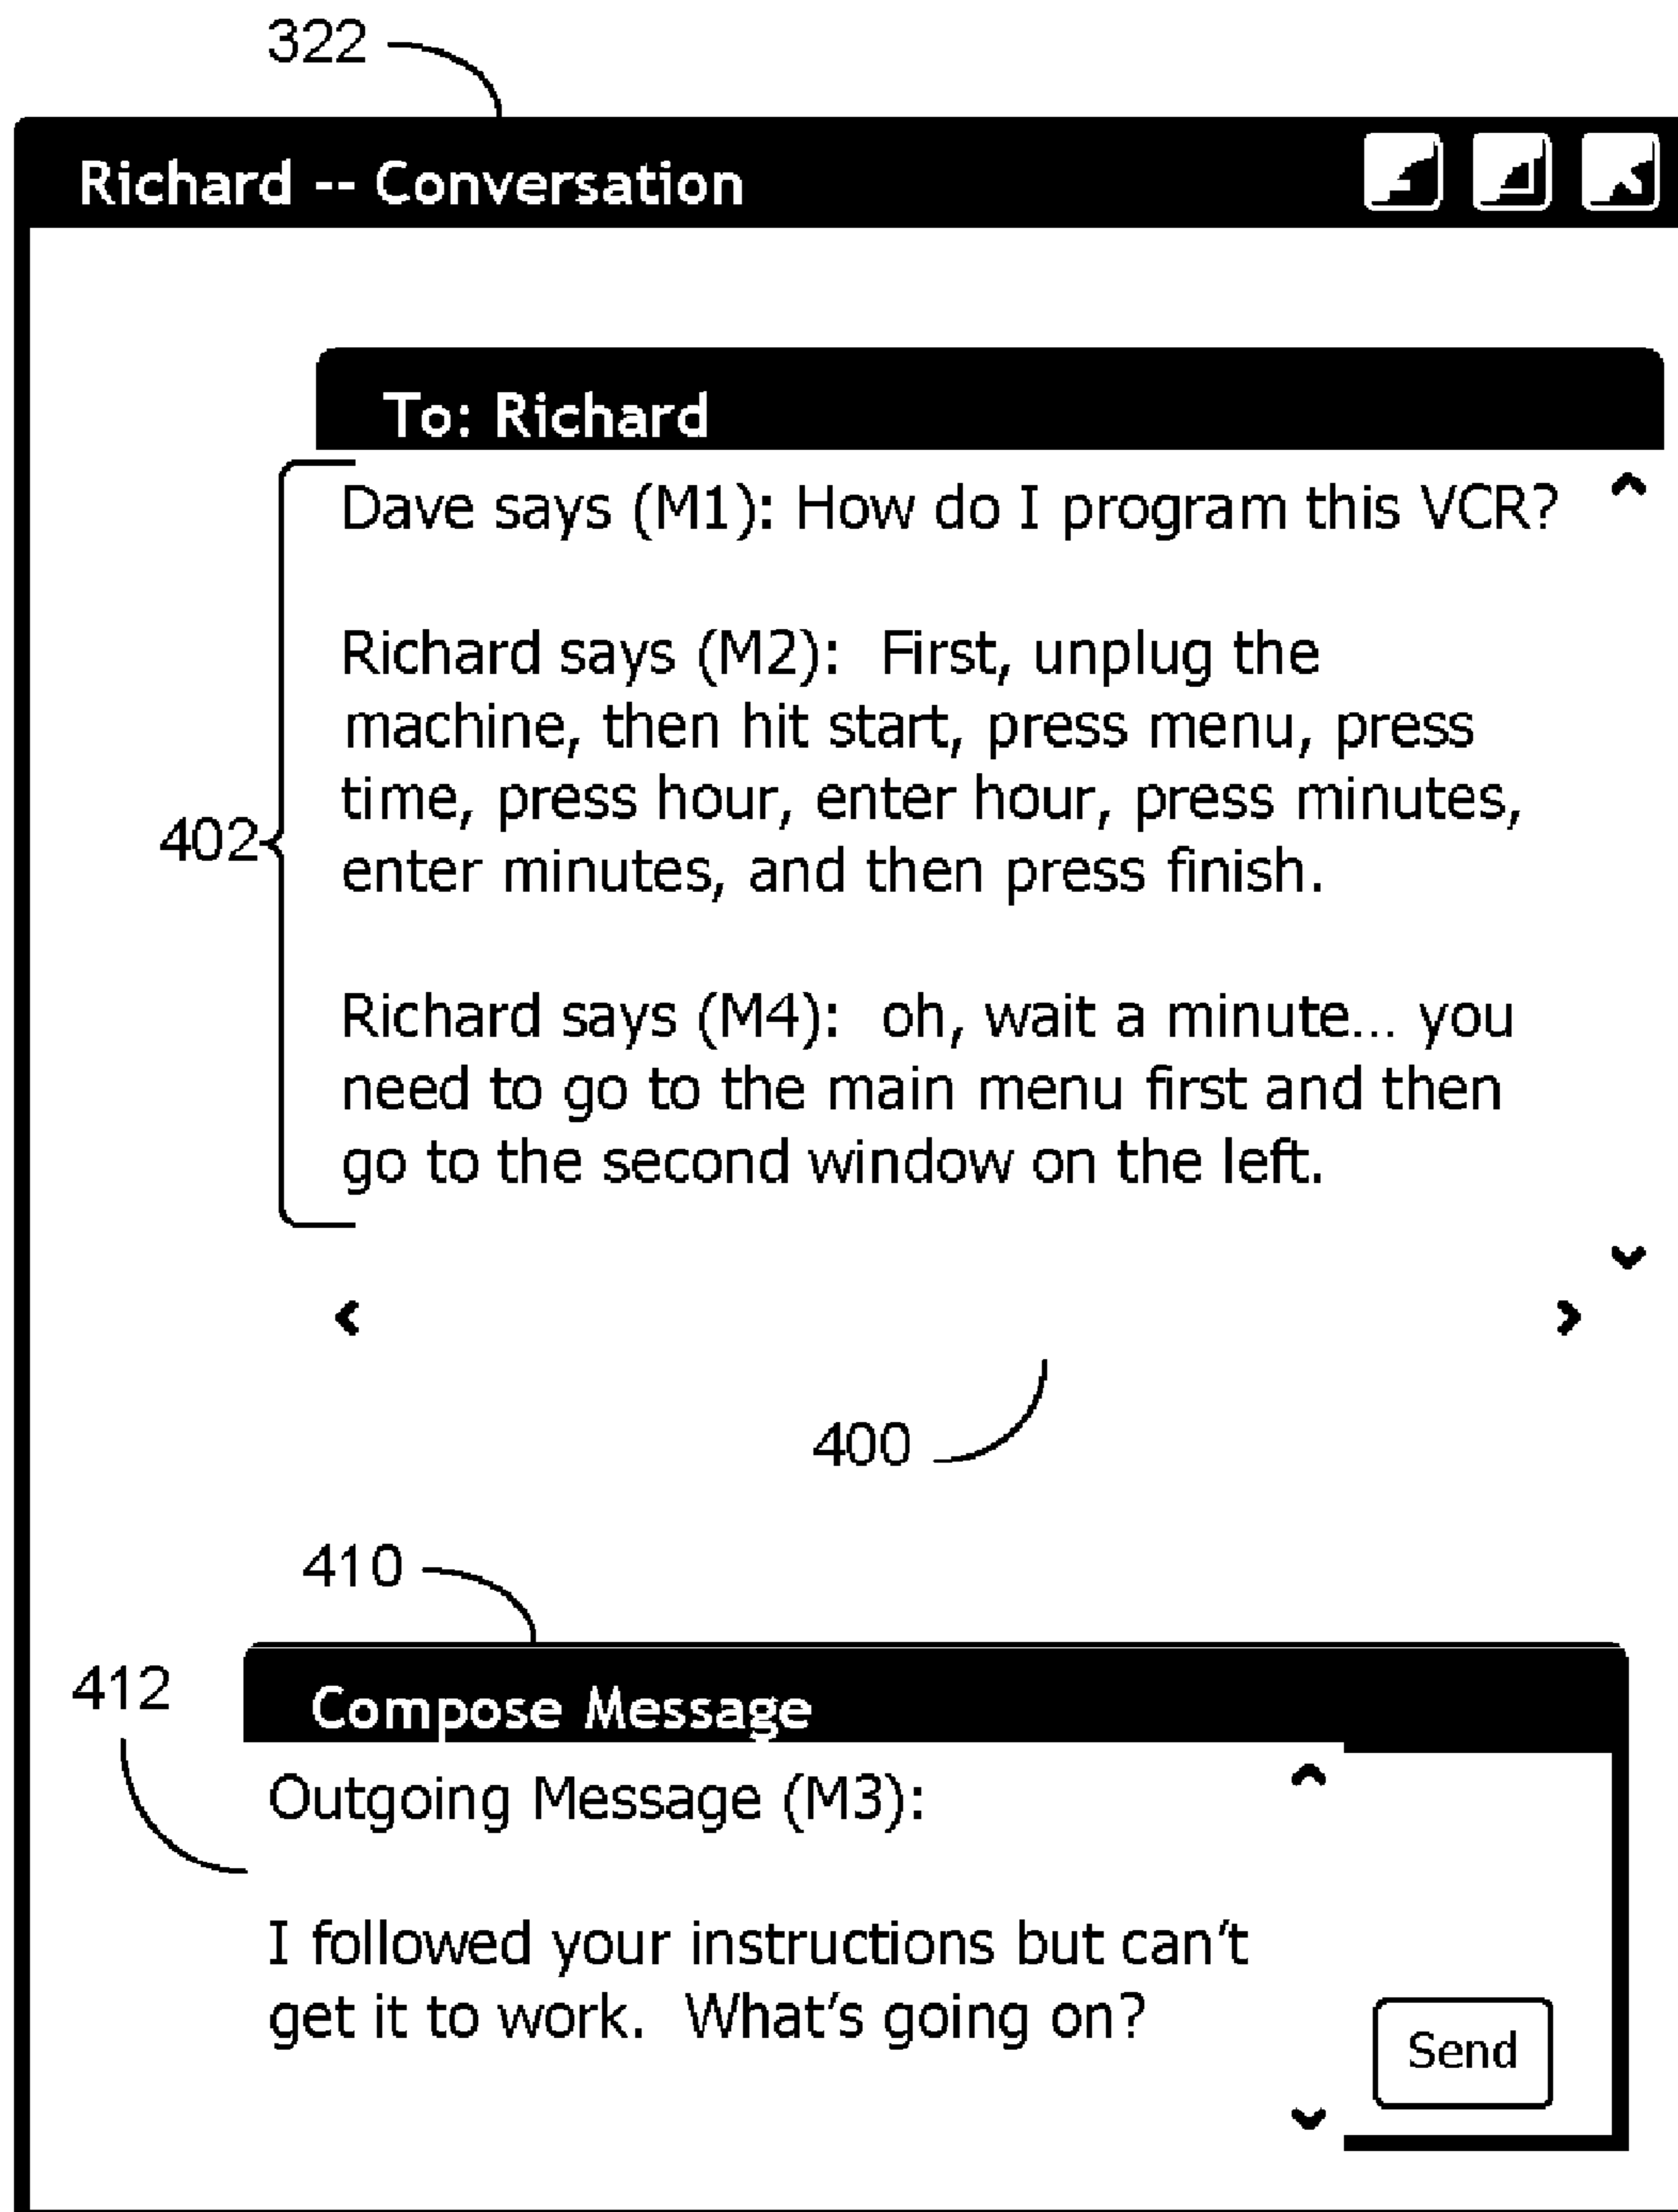 322
Richard -- Conversation
To: Richard
Dave says (M1): How do I program this VCR?
Richard says (M2):  First, unplug the
machine, then hit start, press menu, press
time, press hour, enter hour, press minutes,
402
enter minutes, and then press finish.
Richard says (M4):  oh, wait a minute... you
need to go to the main menu first and then
go to the second window on the left.
400
410
412
Compose Message
Outgoing Message (M3):
I followed your instructions but can't
get it to work.  What's going on?
Send